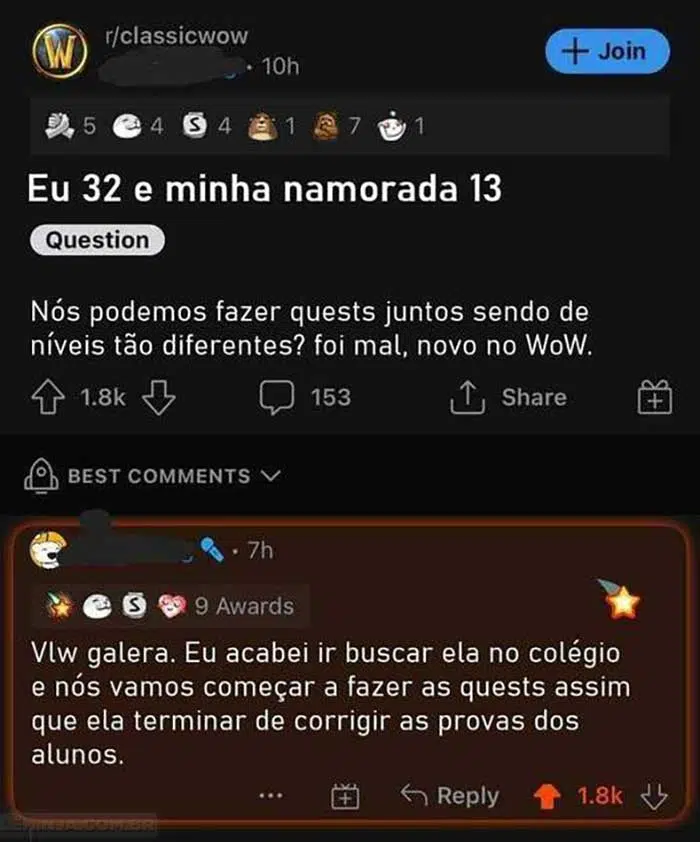 r/classicwow
· 10h
+ Join
5 4 S 4 1 7 1
Eu 32 e minha namorada 13
Question
Nós podemos fazer quests juntos sendo de
níveis tão diferentes? foi mal, novo no WoW.
1.8k 153 Share
BEST COMMENTS
· 7h
S 9 Awards
Vlw galera. Eu acabei ir buscar ela no colégio
e nós vamos começar a fazer as quests assim
que ela terminar de corrigir as provas dos
alunos.
... Reply 1.8k